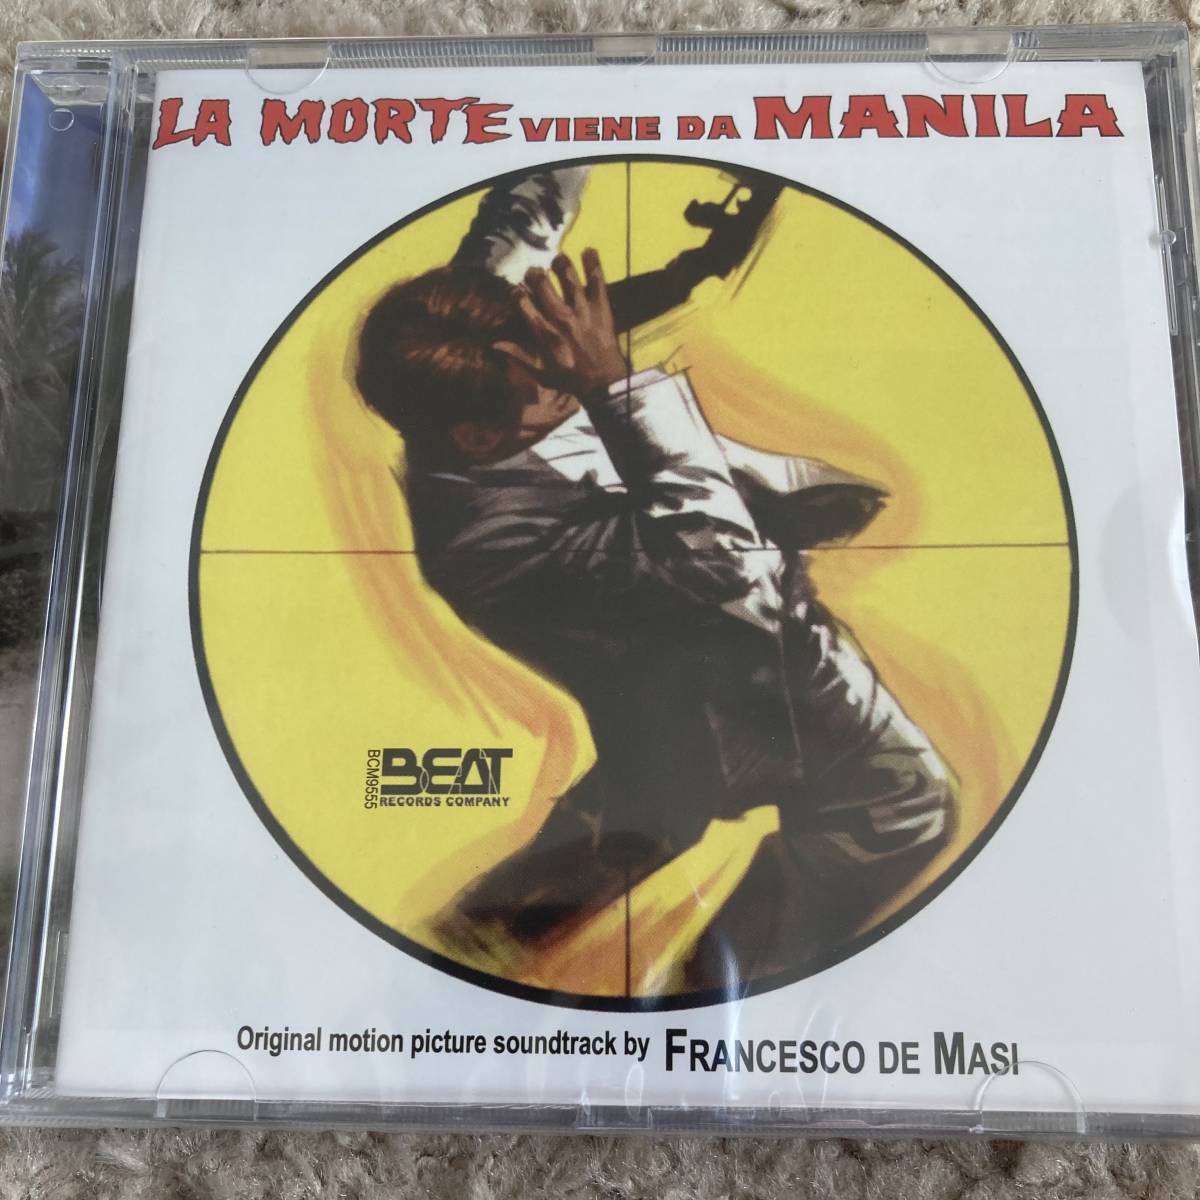 LA MORTE VIENE DA MANILA
BCM9555
BEAT
RECORDS COMPANY
Original motion picture soundtrack by FRANCESCO DE MASI